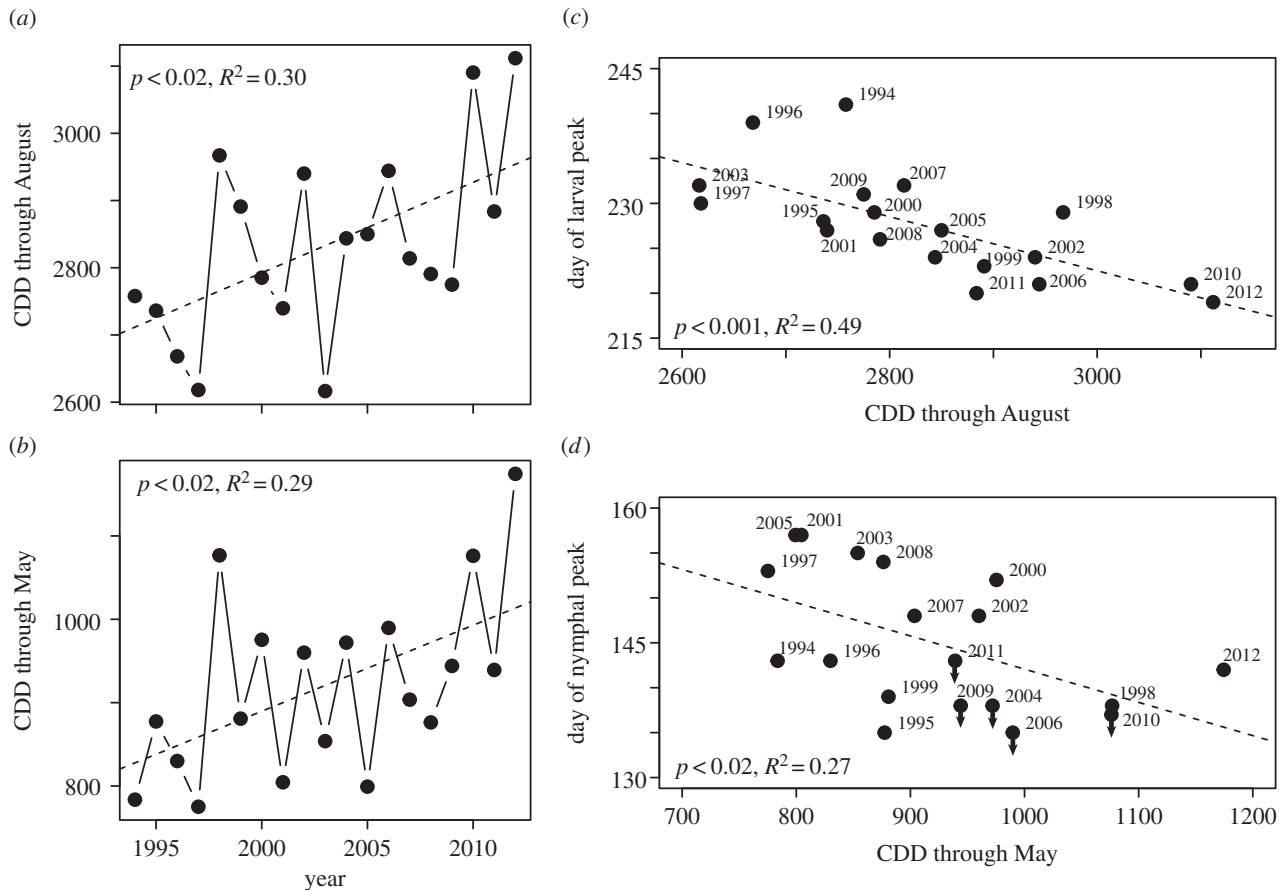 (a)
p < 0.02, R² = 0.30
CDD through August
3000
2800
2600
(b)
p < 0.02, R² = 0.29
CDD through May
1000
800
1995 2000 2005 2010
year
(c)
day of larval peak
245
230
215
1994
1996
2003
1997
2009
2007
1995
2000
2001
2008
2005
2004
1999
2011
1998
2002
2006
2010
2012
p < 0.001, R² = 0.49
2600 2800 3000
CDD through August
(d)
day of nymphal peak
160
145
130
2005 2001
2003
2008
1997
2000
2007
2002
1994
1996
2011
2012
1999
2009
2004
1998
1995
2006
2010
p < 0.02, R² = 0.27
700 800 900 1000 1100 1200
CDD through May